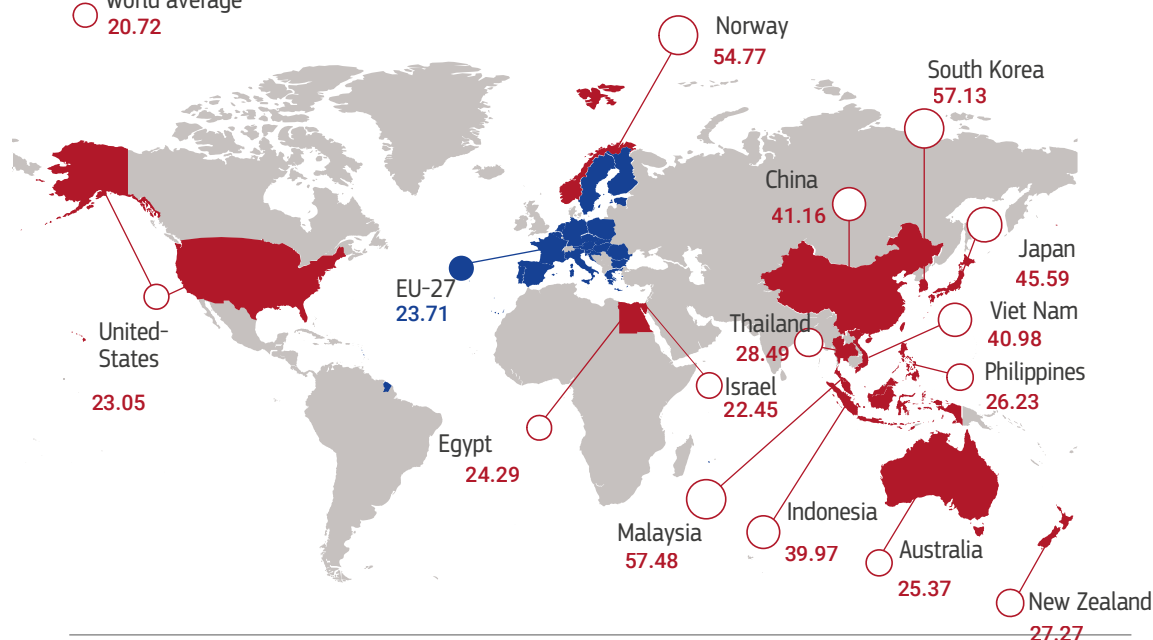 World average
20.72
Norway
54.77
South Korea
57.13
China
41.16
Japan
45.59
EU-27
23.71
Viet Nam
40.98
Thailand
28.49
United-
States
23.05
Philippines
26.23
Israel
22.45
Egypt
24.29
Indonesia
39.97
Malaysia
57.48
Australia
25.37
New Zealand
27.27